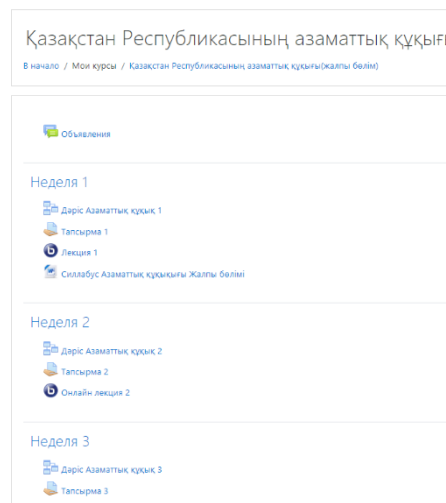 Қазақстан Республикасының азаматтық
В начало / Мои курсы / Қазақстан Республикасының азаматтық құқығы(жалпы бөлім)
Объявления
Неделя 1
Дәріс Азаматтық құқық 1
Тапсырма 1
Лекция 1
Силлабус Азаматтық құқықығы Жалпы бөлімі
Неделя 2
Дәріс Азаматтық құқық 2
Тапсырма 2
Онлайн лекция 2
Неделя 3
Дәріс Азаматтық құқық 3
Тапсырма 3